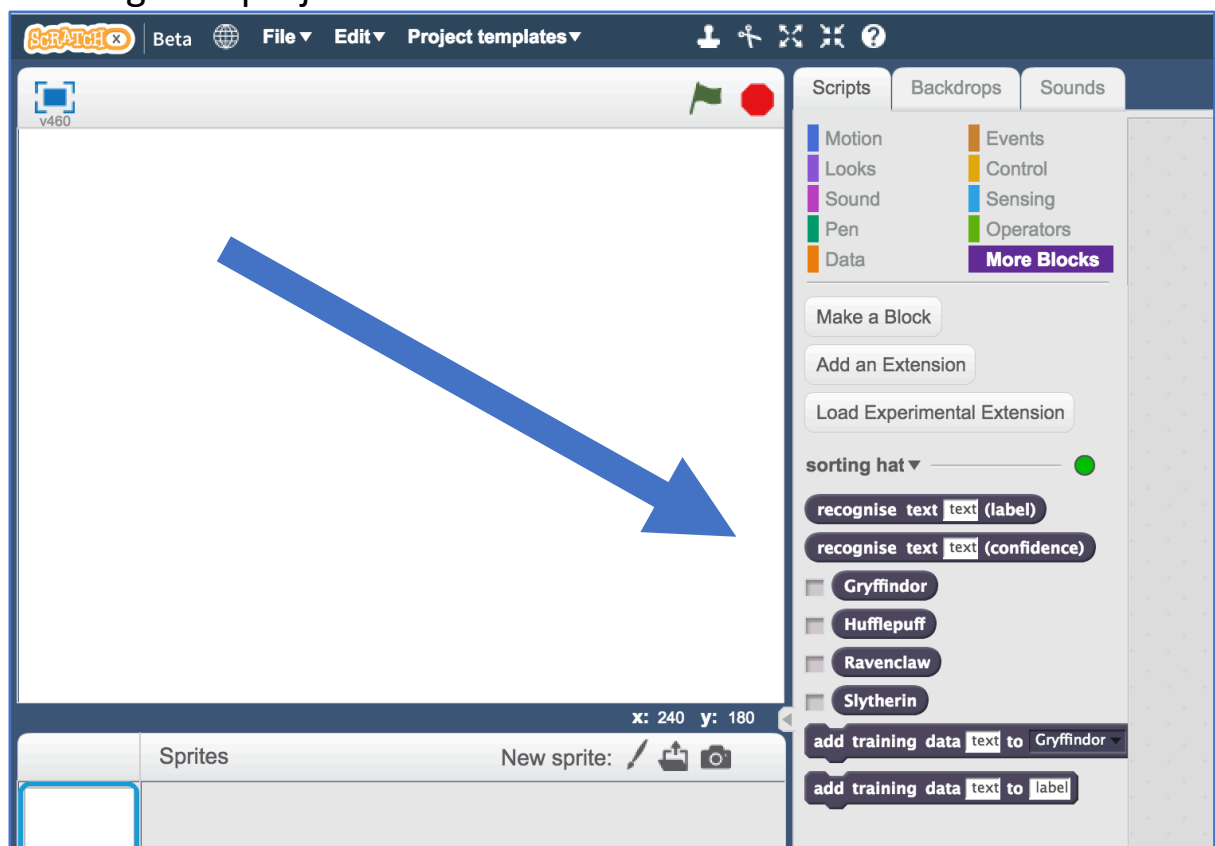 SCRATCHX Beta File▼ Edit▼ Project templates▼
v460
Scripts Backdrops Sounds
Motion Events
Looks Control
Sound Sensing
Pen Operators
Data More Blocks
Make a Block
Add an Extension
Load Experimental Extension
sorting hat▼
recognise text text (label)
recognise text text (confidence)
Gryffindor
Hufflepuff
Ravenclaw
Slytherin
add training data text to Gryffindor
add training data text to label
x: 240 y: 180
Sprites New sprite: